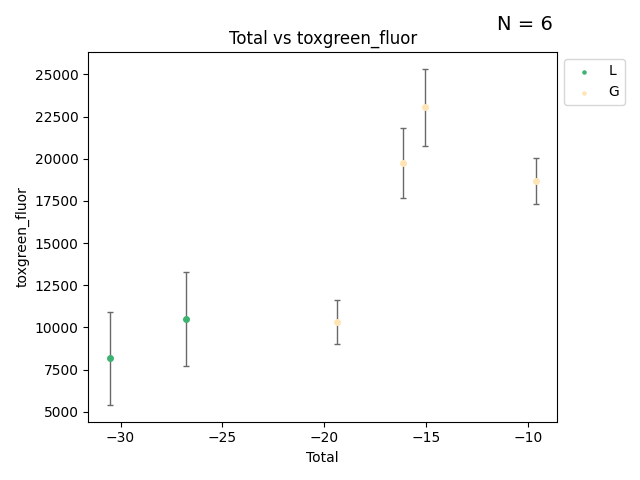 N = 6
Total vs toxgreen_fluor
L
G
25000
22500
20000
17500
15000
12500
10000
7500
5000
toxgreen_fluor
−30
−25
−20
−15
−10
Total